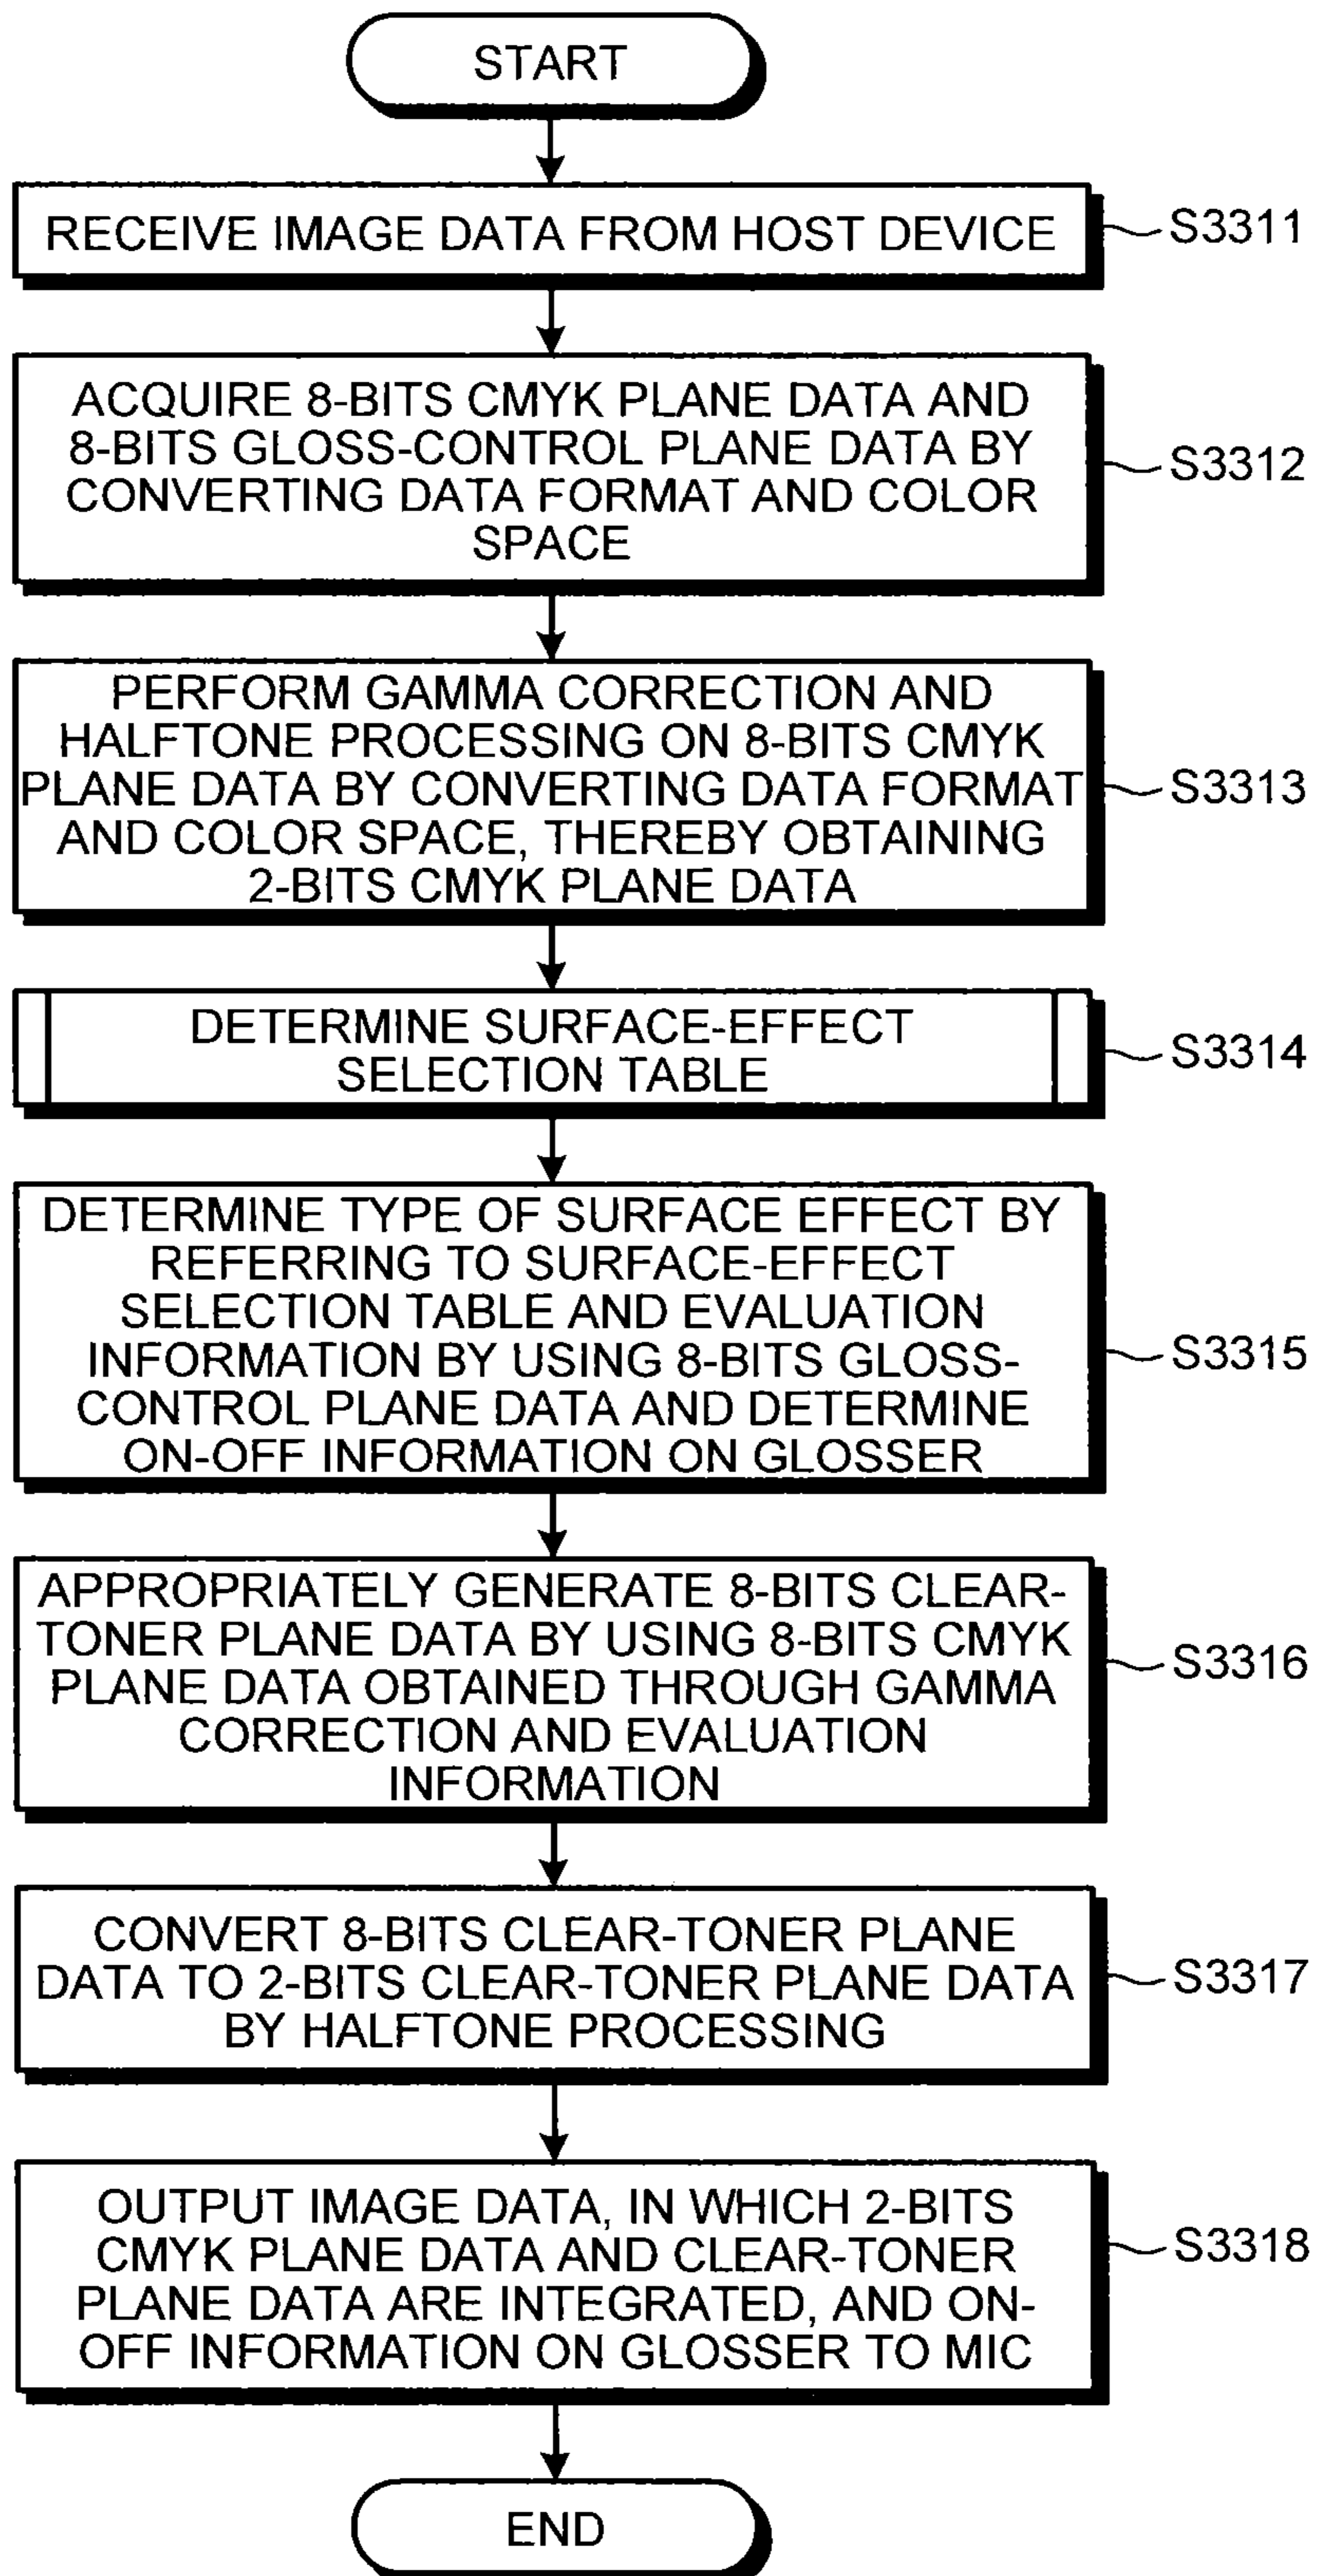 START
RECEIVE IMAGE DATA FROM HOST DEVICE
S3311
ACQUIRE 8-BITS CMYK PLANE DATA AND
8-BITS GLOSS-CONTROL PLANE DATA BY
CONVERTING DATA FORMAT AND COLOR
SPACE
S3312
PERFORM GAMMA CORRECTION AND
HALFTONE PROCESSING ON 8-BITS CMYK
PLANE DATA BY CONVERTING DATA FORMAT
AND COLOR SPACE, THEREBY OBTAINING
2-BITS CMYK PLANE DATA
S3313
DETERMINE SURFACE-EFFECT
SELECTION TABLE
S3314
DETERMINE TYPE OF SURFACE EFFECT BY
REFERRING TO SURFACE-EFFECT
SELECTION TABLE AND EVALUATION
INFORMATION BY USING 8-BITS GLOSS-
CONTROL PLANE DATA AND DETERMINE
ON-OFF INFORMATION ON GLOSSER
S3315
APPROPRIATELY GENERATE 8-BITS CLEAR-
TONER PLANE DATA BY USING 8-BITS CMYK
PLANE DATA OBTAINED THROUGH GAMMA
CORRECTION AND EVALUATION
INFORMATION
S3316
CONVERT 8-BITS CLEAR-TONER PLANE
DATA TO 2-BITS CLEAR-TONER PLANE DATA
BY HALFTONE PROCESSING
S3317
OUTPUT IMAGE DATA, IN WHICH 2-BITS
CMYK PLANE DATA AND CLEAR-TONER
PLANE DATA ARE INTEGRATED, AND ON-
OFF INFORMATION ON GLOSSER TO MIC
S3318
END